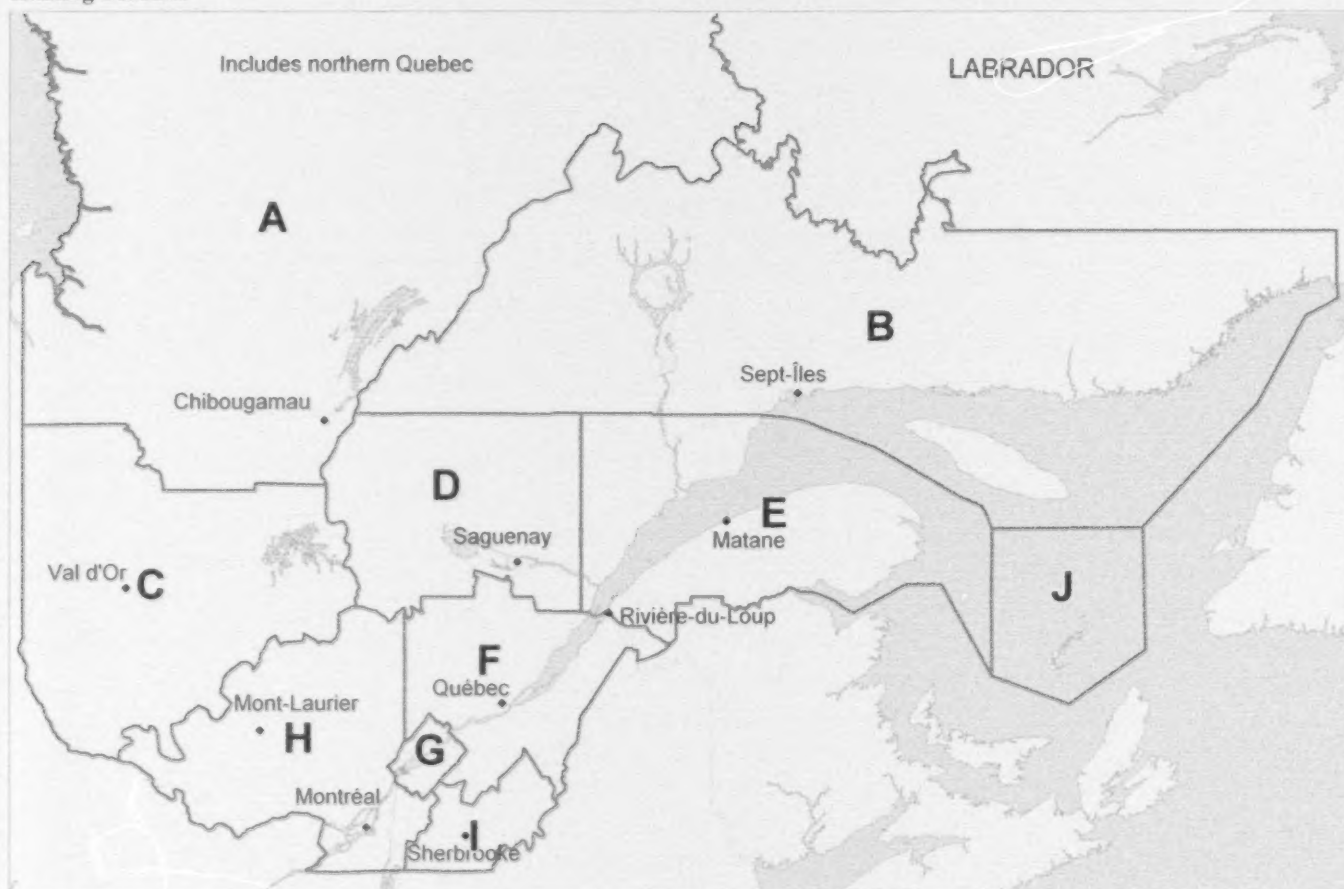 Includes northern Quebec
LABRADOR
A
B
Sept-Îles
Chibougamau
D
E
Matane
Saguenay
Val d'Or
C
J
Rivière-du-Loup
F
Québec
Mont-Laurier
H
G
Montréal
I
Sherbrooke